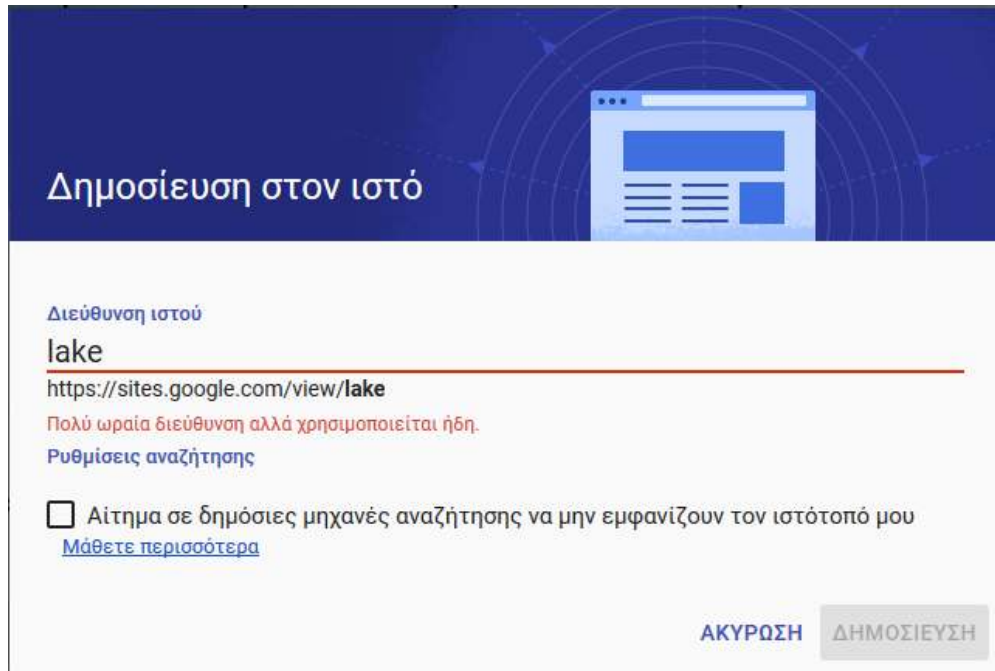 Δημοσίευση στον ιστό
Διεύθυνση ιστού
lake
https://sites.google.com/view/lake
Πολύ ωραία διεύθυνση αλλά χρησιμοποιείται ήδη.
Ρυθμίσεις αναζήτησης
Αίτημα σε δημόσιες μηχανές αναζήτησης να μην εμφανίζουν τον ιστότοπό μου
Μάθετε περισσότερα
ΑΚΥΡΩΣΗ ΔΗΜΟΣΙΕΥΣΗ